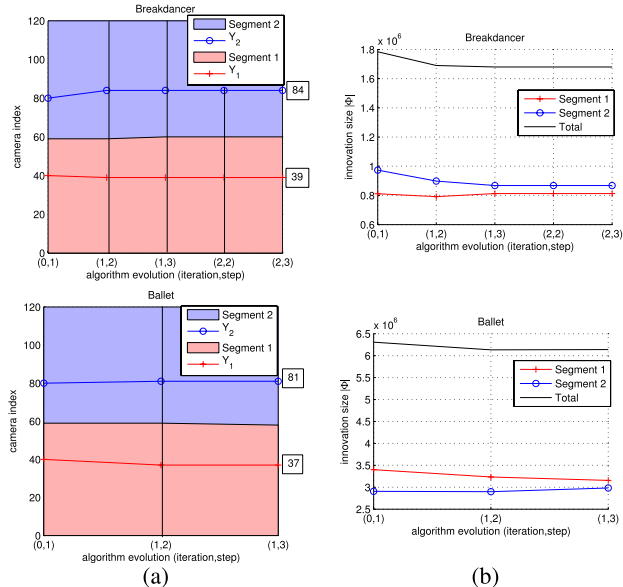 Breakdancer
120
100
80
60
40
20
0
camera index
Segment 2
Y2
Segment 1
Y1
84
39
(0,1)
(1,2)
(1,3)
(2,2)
(2,3)
algorithm evolution (iteration,step)
x 10^6
Breakdancer
1.8
1.6
1.4
1.2
1
0.8
0.6
innovation size |Φ|
Segment 1
Segment 2
Total
(0,1)
(1,2)
(1,3)
(2,2)
(2,3)
algorithm evolution (iteration,step)
Ballet
120
100
80
60
40
20
0
camera index
Segment 2
Y2
Segment 1
Y1
81
37
(0,1)
(1,2)
(1,3)
algorithm evolution (iteration,step)
(a)
x 10^6
Ballet
6.5
6
5.5
5
4.5
4
3.5
3
2.5
innovation size |Φ|
Segment 1
Segment 2
Total
(0,1)
(1,2)
(1,3)
algorithm evolution (iteration,step)
(b)